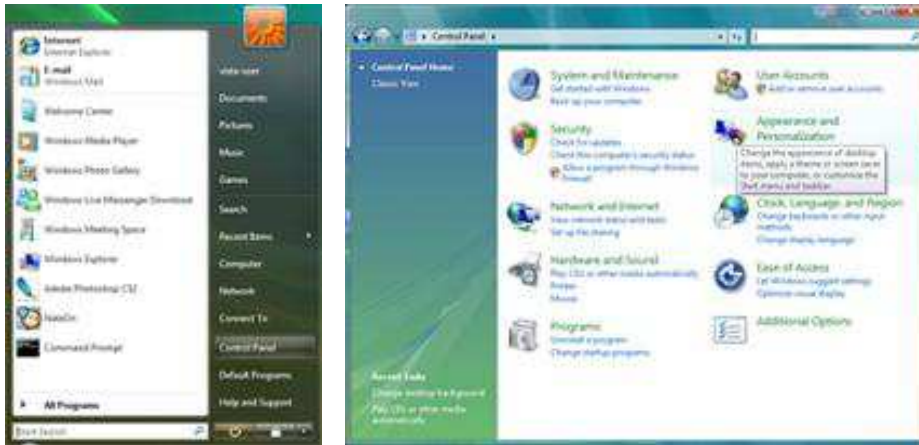 Internet
Internet Explorer
E-mail
Windows Mail
Welcome Center
Windows Media Player
Windows Photo Gallery
Windows Live Messenger Download
Windows Meeting Space
Windows Explorer
Adobe Photoshop CS2
NateOn
Command Prompt
All Programs
Start Search
vista user
Documents
Pictures
Music
Games
Search
Recent Items
Computer
Network
Connect To
Control Panel
Default Programs
Help and Support
Control Panel
Control Panel Home
Classic View
Recent Tasks
Change desktop background
Play CDs or other media
automatically
System and Maintenance
Get started with Windows
Back up your computer
Security
Check for updates
Check this computer's security status
Allow a program through Windows
Firewall
Network and Internet
View network status and tasks
Set up file sharing
Hardware and Sound
Play CDs or other media automatically
Printer
Mouse
Programs
Uninstall a program
Change startup programs
User Accounts
Add or remove user accounts
Appearance and
Personalization
Change the appearance of desktop
items, apply a theme or screen saver
to your computer, or customize the
Start menu and taskbar.
Clock, Language, and Region
Change keyboards or other input
methods
Change display language
Ease of Access
Let Windows suggest settings
Optimize visual display
Additional Options